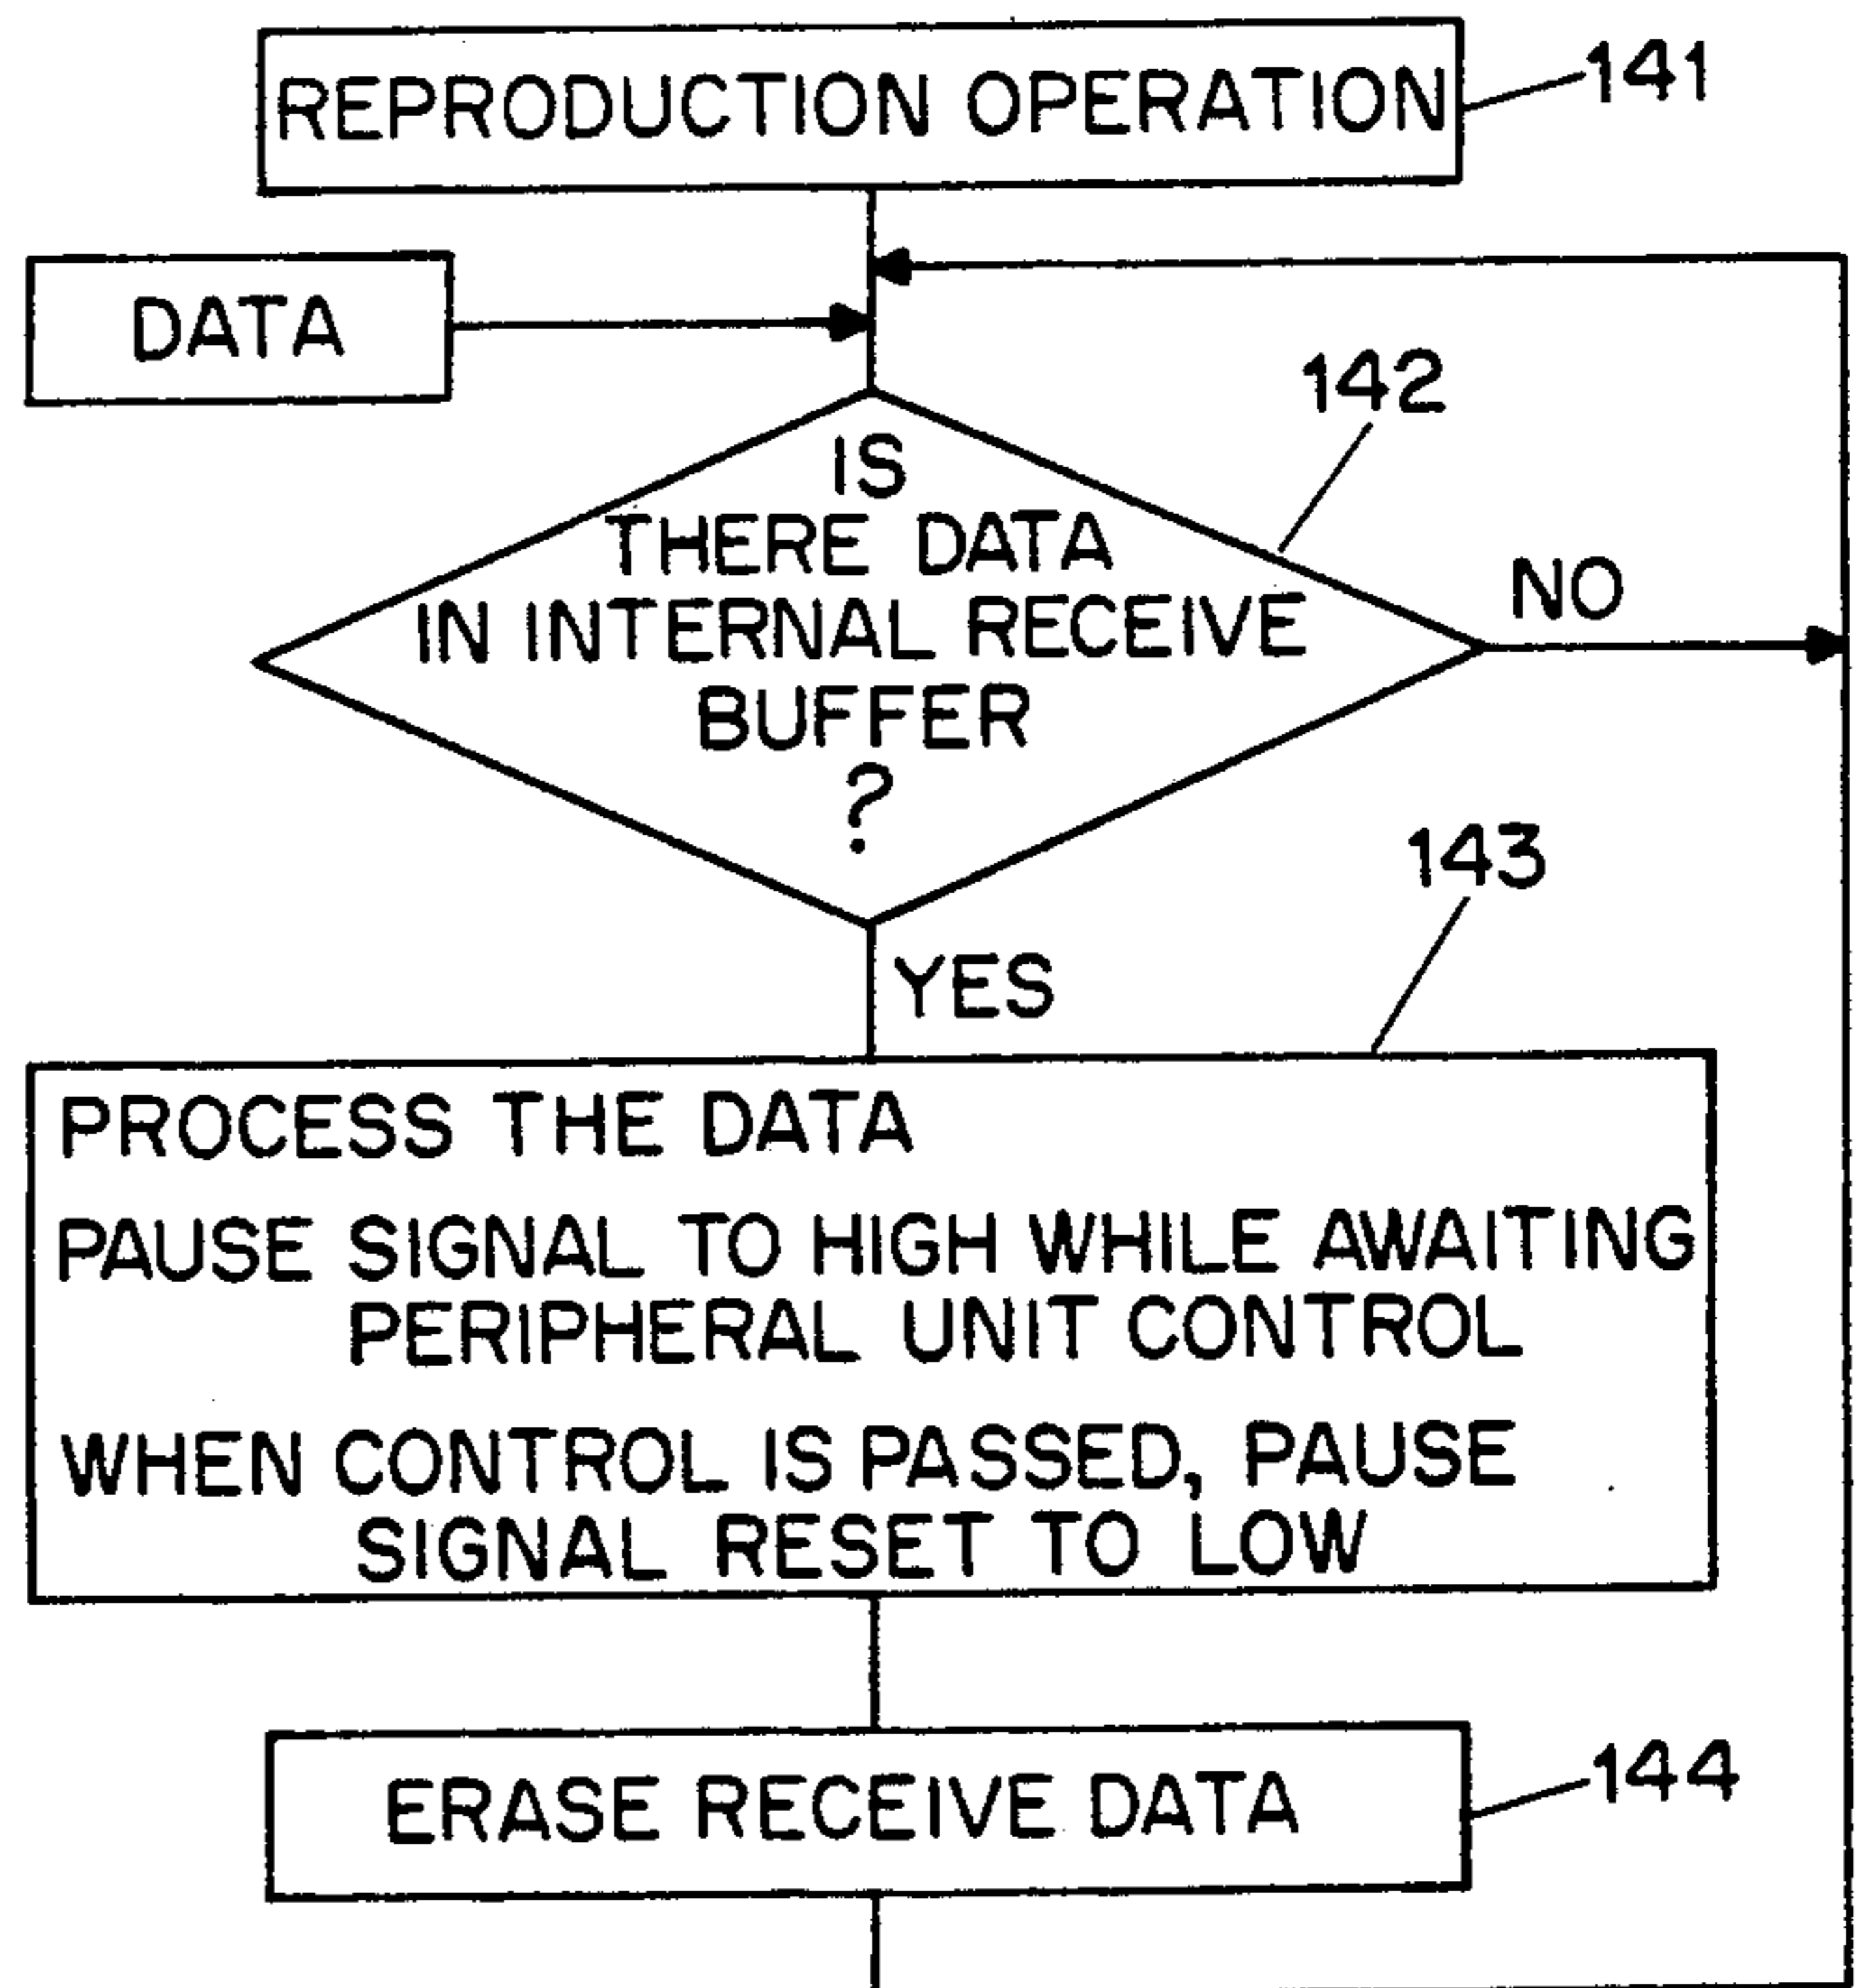 REPRODUCTION OPERATION
141
DATA
142
IS
THERE DATA
IN INTERNAL RECEIVE
BUFFER
?
NO
143
YES
PROCESS THE DATA
PAUSE SIGNAL TO HIGH WHILE AWAITING
PERIPHERAL UNIT CONTROL
WHEN CONTROL IS PASSED, PAUSE
SIGNAL RESET TO LOW
ERASE RECEIVE DATA
144